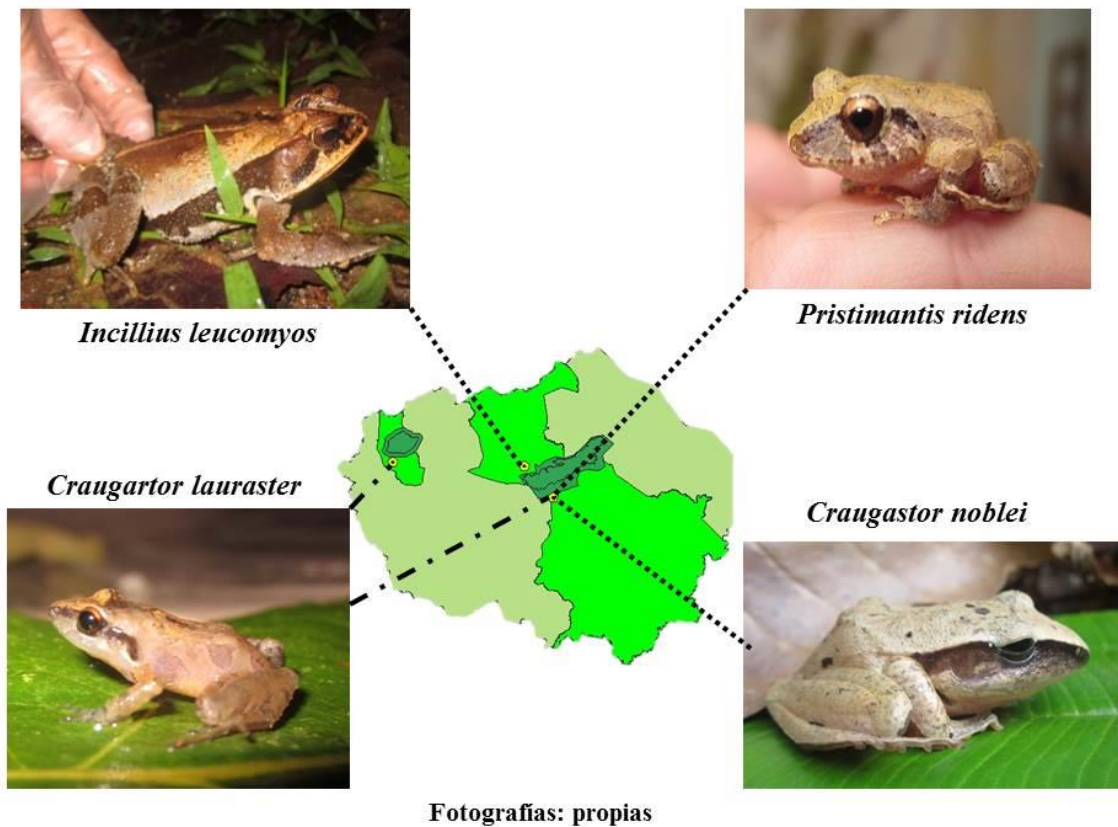 Incillius leucomyos
Pristimantis ridens
Craugartor lauraster
Craugastor noblei
Fotografías: propias